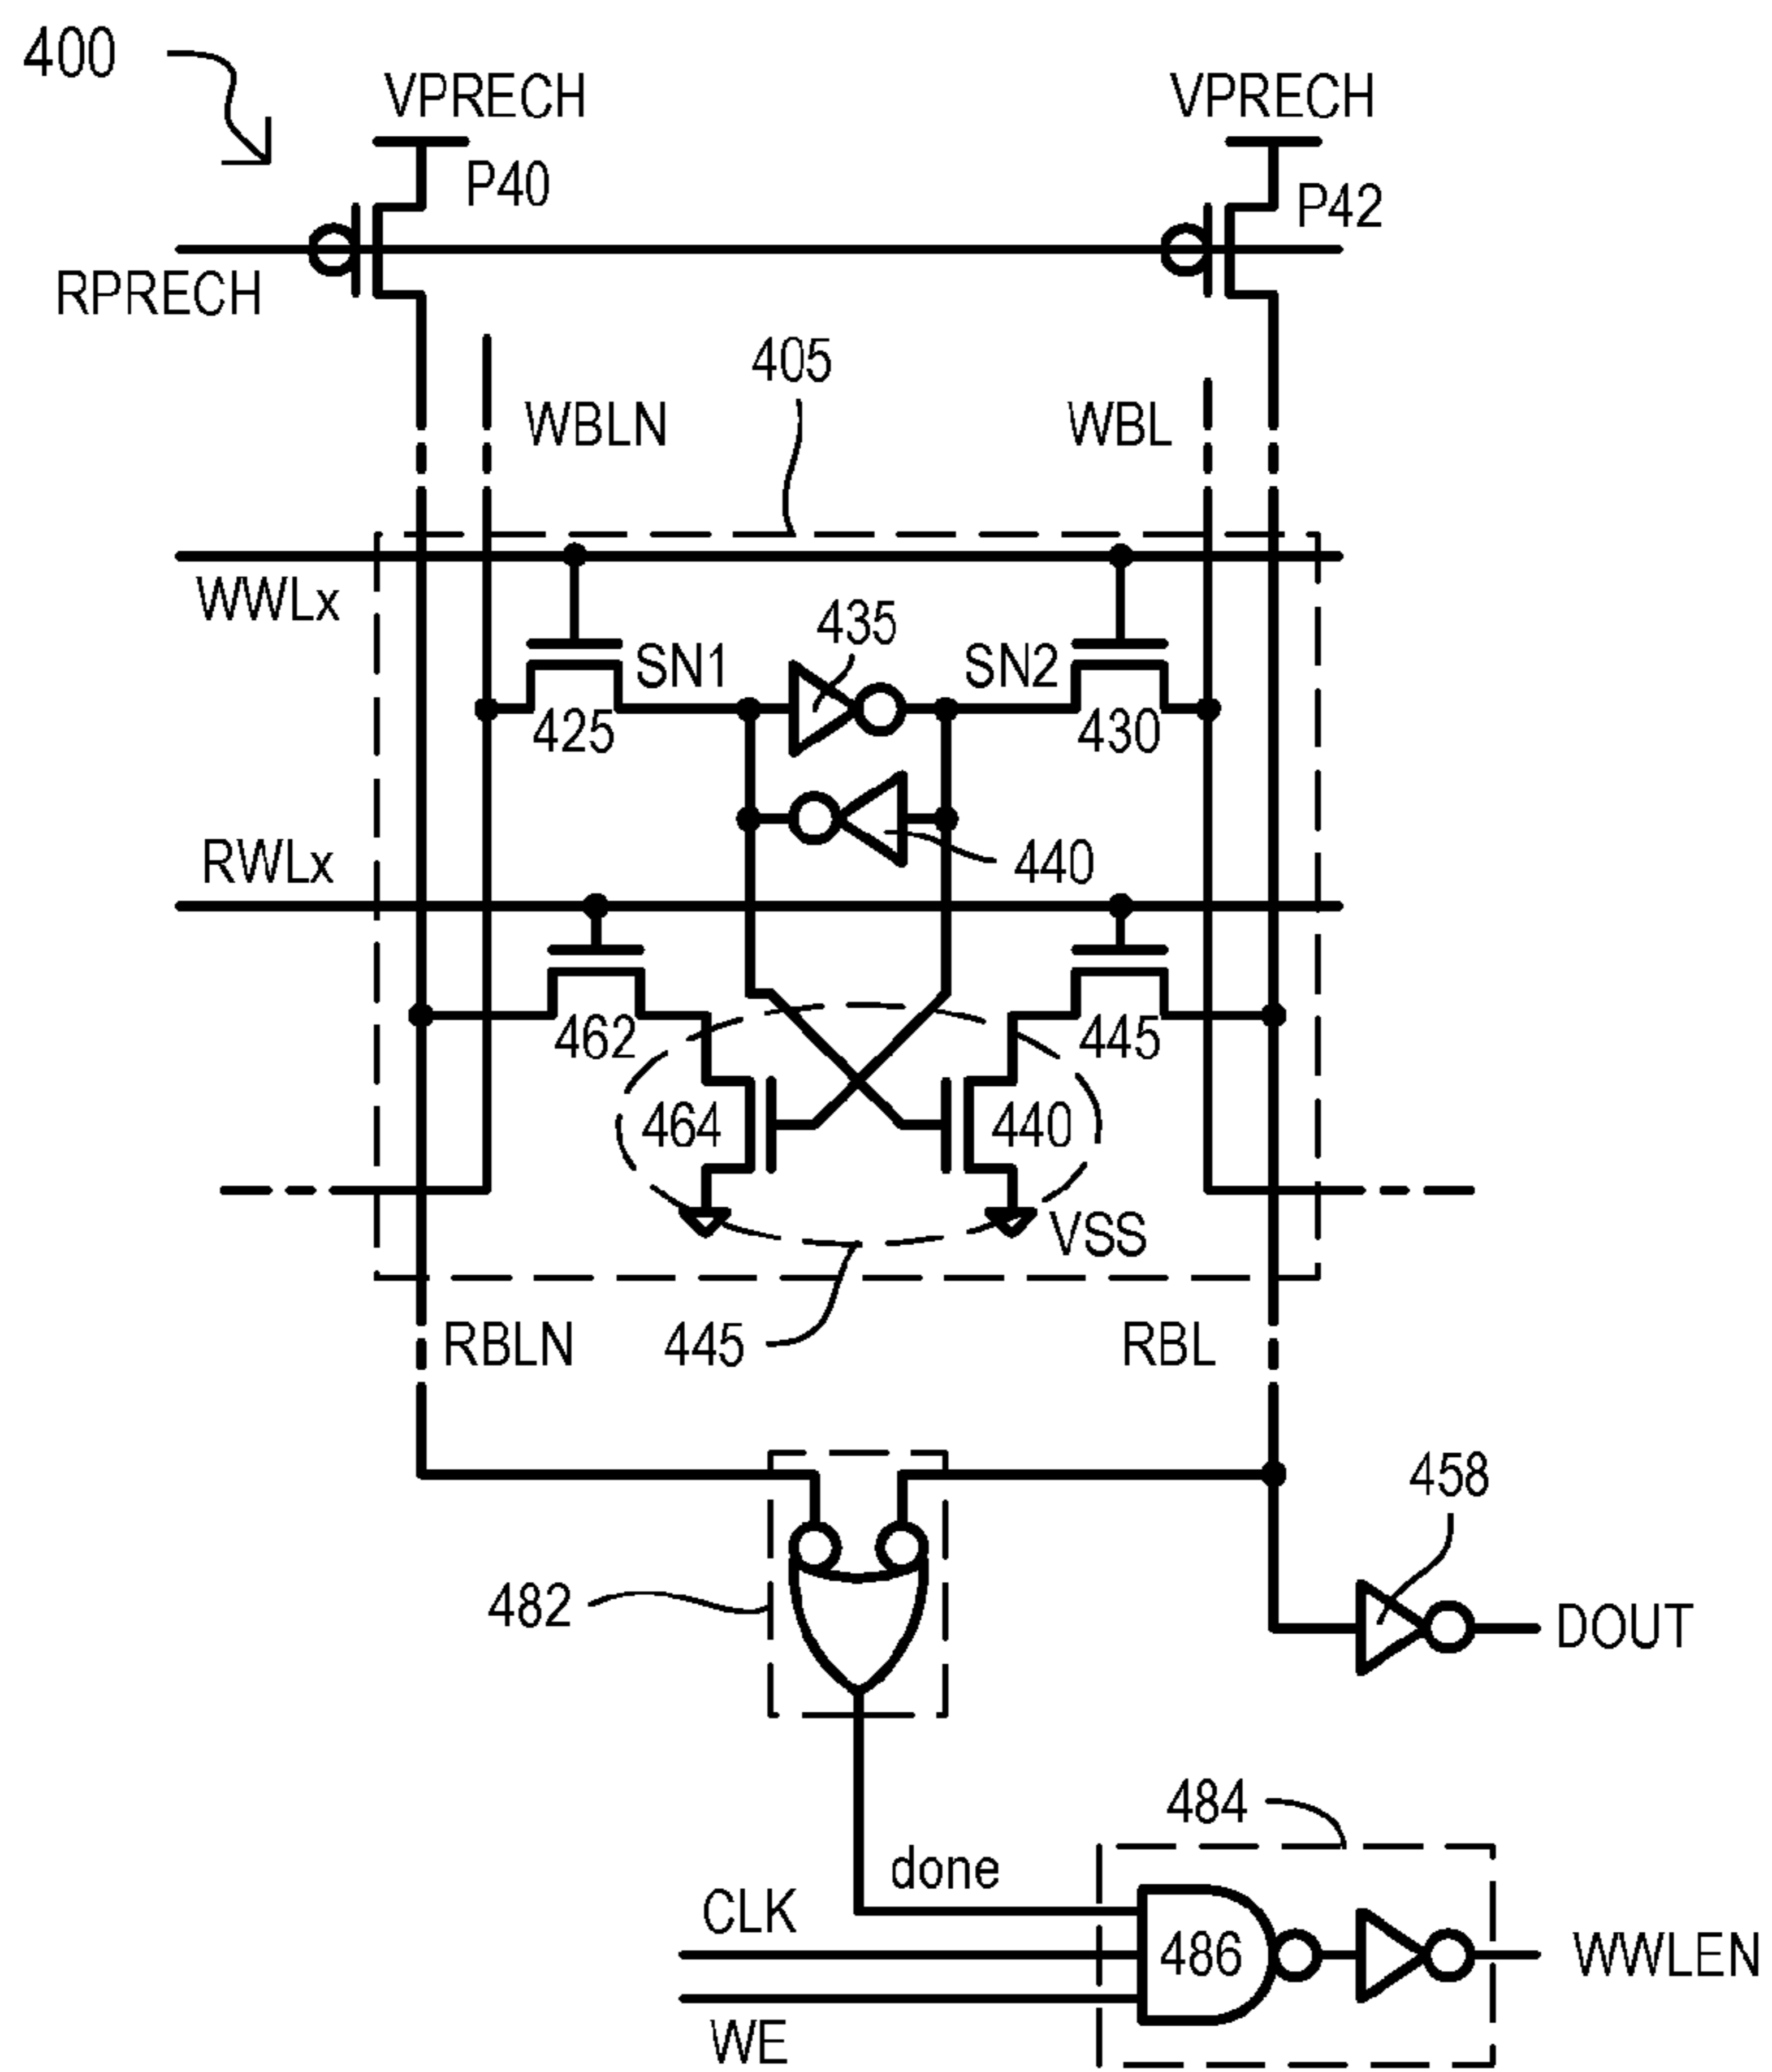 400
VPRECH
VPRECH
P40
P42
RPRECH
405
WBLN
WBL
WWLx
435
SN1
SN2
425
430
RWLx
440
462
445
464
440
VSS
RBLN
445
RBL
458
482
DOUT
484
done
CLK
486
WWLEN
WE